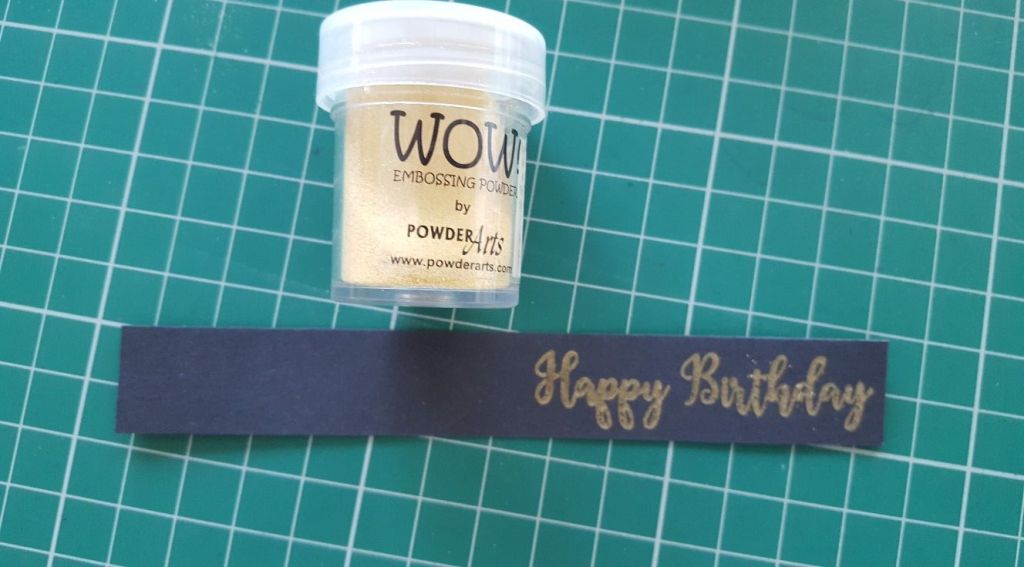 WOW!
EMBOSSING POWDER
by
POWDER Arts
www.powderarts.com
Happy Birthday